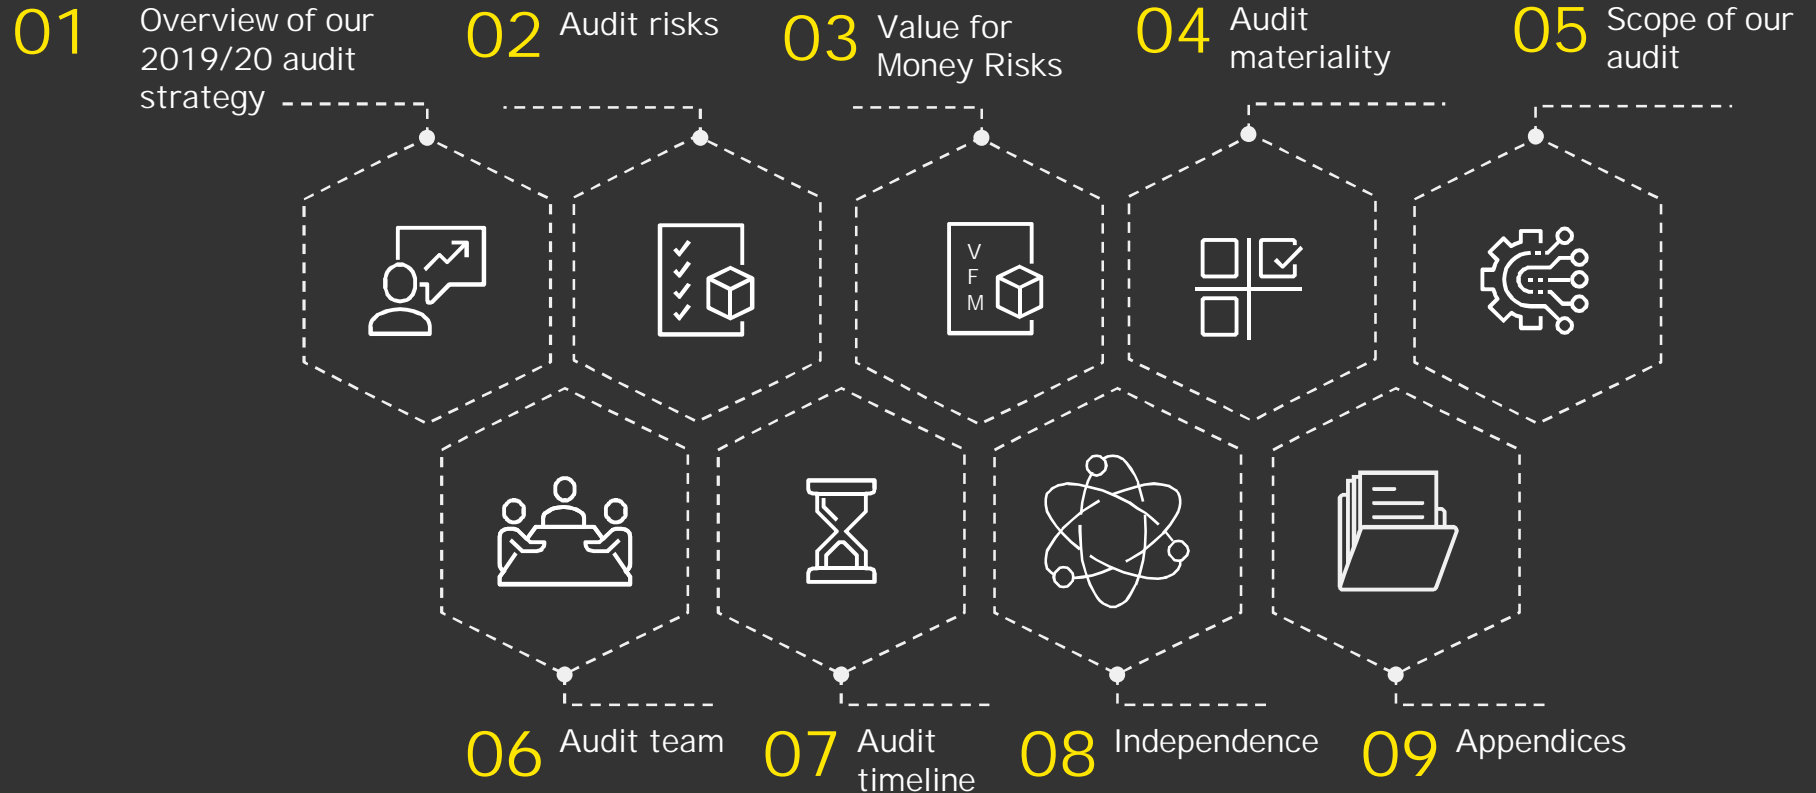 01
Overview of our
2019/20 audit
strategy
02
Audit risks
03
Value for
Money Risks
04
Audit
materiality
05
Scope of our
audit
V
F
M
06
Audit team
07
Audit
timeline
08
Independence
09
Appendices